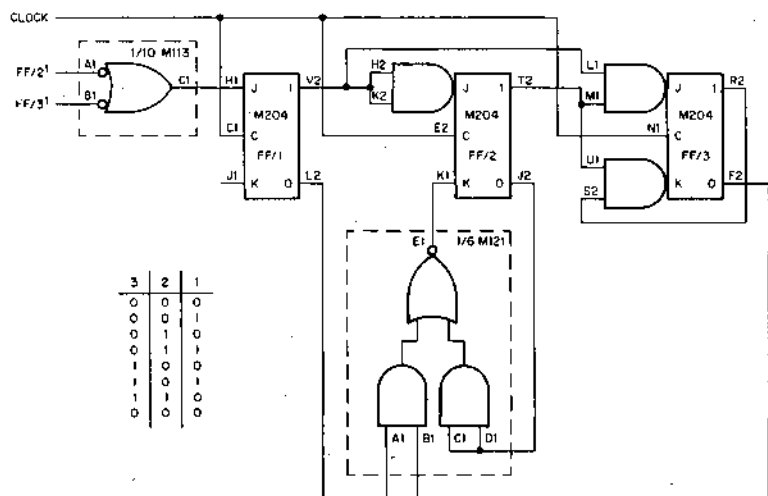 CLOCK
1/10 M113
A1
FF/2¹
B1
FF/3¹
C1
H1
J
1
V2
M204
C1
C
FF/1
J1
K
0
L2
H2
K2
J
1
T2
M204
E2
C
FF/2
K1
K
0
J2
L1
M1
J
1
R2
M204
N1
C
FF/3
U1
S2
K
0
F2
E1
1/6 M121
A1
B1
C1
D1
3 2 1
0 0 0
0 0 1
0 1 0
0 1 1
1 0 0
1 0 1
1 1 0
0 0 0